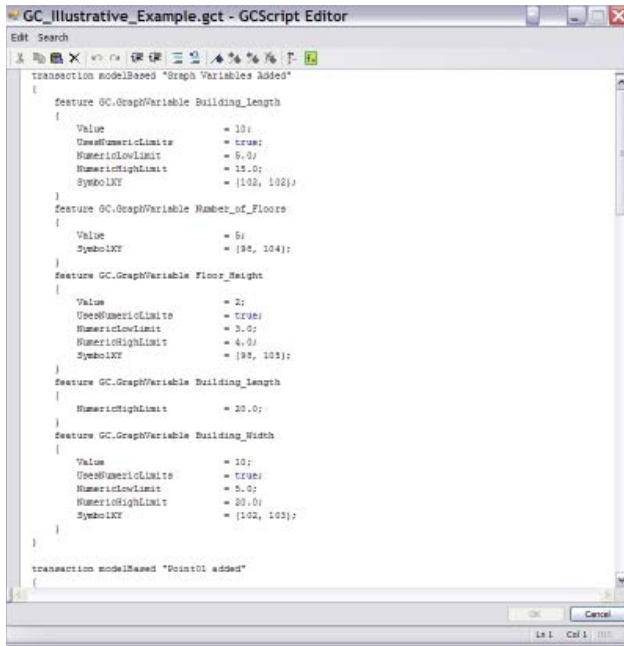 GC_Illustrative_Example.gct - GCScript Editor
Edit Search
transaction modelBased "Graph Variables Added"
{
feature GC.GraphVariable Building_Length
{
Value = 10;
UsesNumericLimits = true;
NumericLowLimit = 5.0;
NumericHighLimit = 15.0;
SymbolXY = {102, 102};
}
feature GC.GraphVariable Number_of_Floors
{
Value = 5;
SymbolXY = {98, 104};
}
feature GC.GraphVariable Floor_Height
{
Value = 2;
UsesNumericLimits = true;
NumericLowLimit = 3.0;
NumericHighLimit = 4.0;
SymbolXY = {98, 105};
}
feature GC.GraphVariable Building_Length
{
NumericHighLimit = 20.0;
}
feature GC.GraphVariable Building_Width
{
Value = 10;
UsesNumericLimits = true;
NumericLowLimit = 5.0;
NumericHighLimit = 20.0;
SymbolXY = {102, 103};
}
}
transaction modelBased "Point01 added"
{
OK Cancel
Ln 1 Col 1 INS